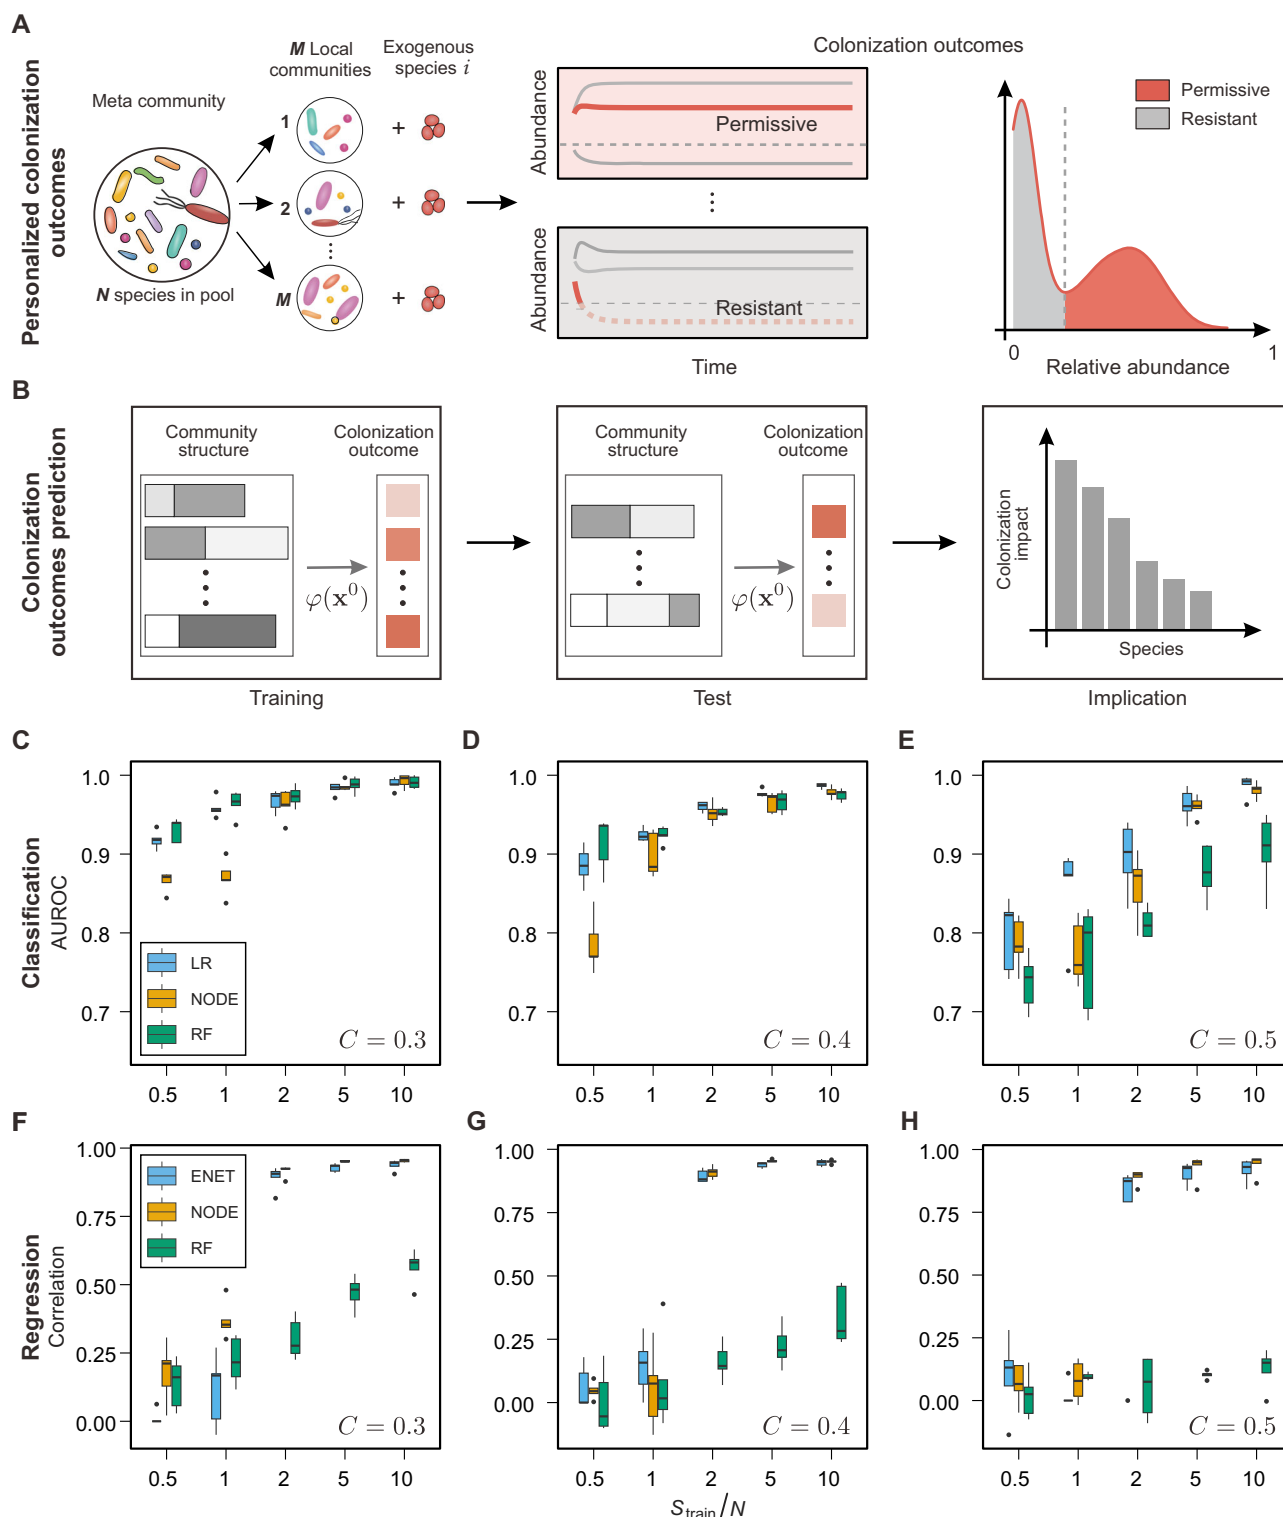 A
Personalized colonization
outcomes
Meta community
N species in pool
M Local
communities
Exogenous
species i
1
+
2
+
M
+
Colonization outcomes
Abundance
Permissive
Abundance
Resistant
Time
Permissive
Resistant
0
1
Relative abundance
B
Colonization
outcomes prediction
Community
structure
Colonization
outcome
φ(x⁰)
Training
Community
structure
Colonization
outcome
φ(x⁰)
Test
Colonization
impact
Species
Implication
C
Classification
AUROC
1.0
0.9
0.8
0.7
LR
NODE
RF
C = 0.3
0.5 1 2 5 10
D
1.0
0.9
0.8
0.7
C = 0.4
0.5 1 2 5 10
E
1.0
0.9
0.8
0.7
C = 0.5
0.5 1 2 5 10
F
Regression
Correlation
1.00
0.75
0.50
0.25
0.00
ENET
NODE
RF
C = 0.3
0.5 1 2 5 10
G
1.00
0.75
0.50
0.25
0.00
C = 0.4
0.5 1 2 5 10
S_train/N
H
1.00
0.75
0.50
0.25
0.00
C = 0.5
0.5 1 2 5 10